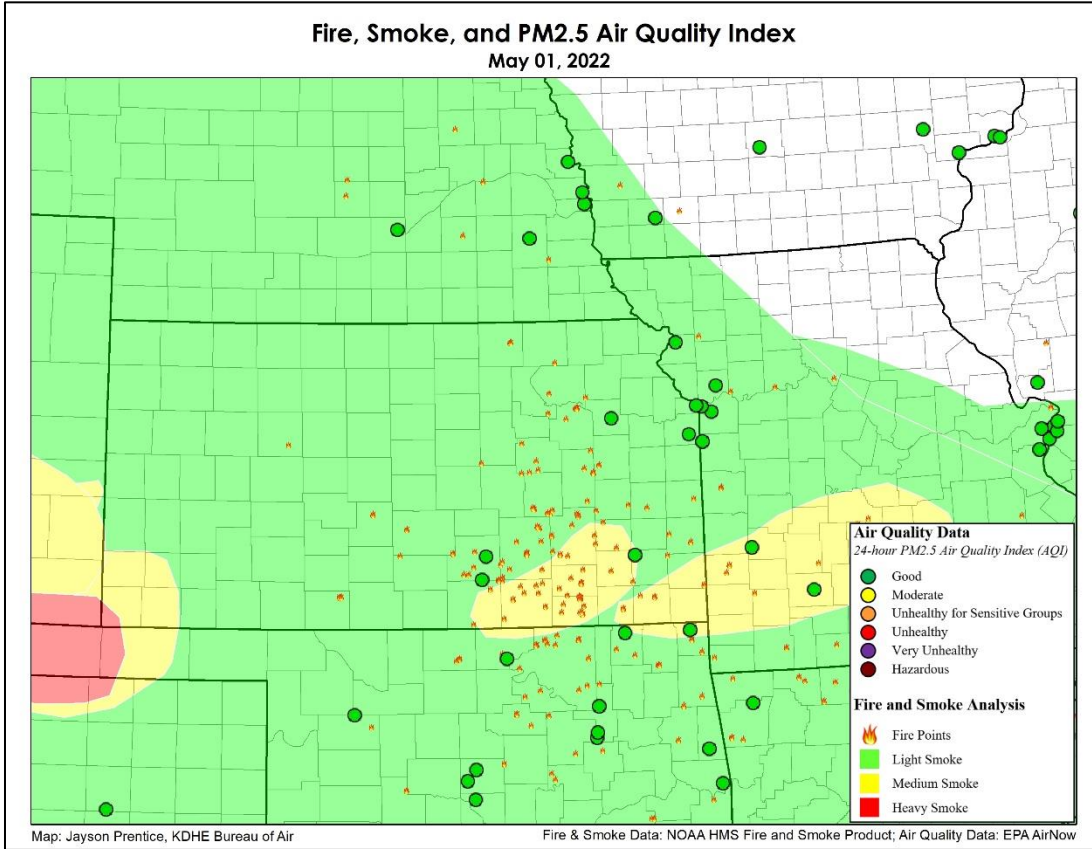 Fire, Smoke, and PM2.5 Air Quality Index
May 01, 2022
Air Quality Data
24-hour PM2.5 Air Quality Index (AQI)
Good
Moderate
Unhealthy for Sensitive Groups
Unhealthy
Very Unhealthy
Hazardous
Fire and Smoke Analysis
Fire Points
Light Smoke
Medium Smoke
Heavy Smoke
Map: Jayson Prentice, KDHE Bureau of Air
Fire & Smoke Data: NOAA HMS Fire and Smoke Product; Air Quality Data: EPA AirNow